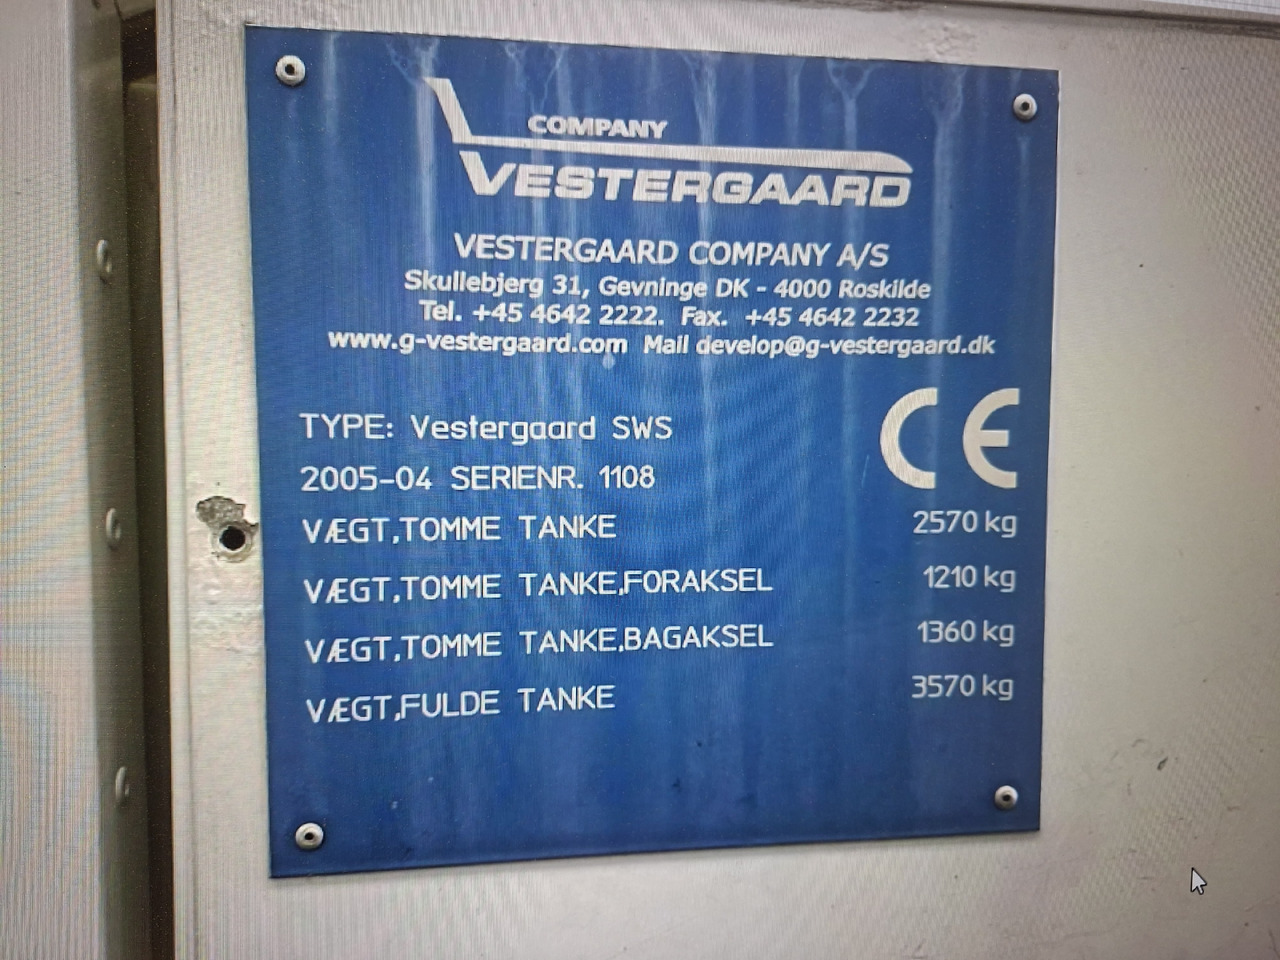 COMPANY
VESTERGAARD
VESTERGAARD COMPANY A/S
Skullebjerg 31, Gevninge DK - 4000 Roskilde
Tel. +45 4642 2222. Fax. +45 4642 2232
www.g-vestergaard.com Mail develop@g-vestergaard.dk
CE
TYPE: Vestergaard SWS
2005-04 SERIENR. 1108
VÆGT,TOMME TANKE 2570 kg
VÆGT,TOMME TANKE,FORAKSEL 1210 kg
VÆGT,TOMME TANKE,BAGAKSEL 1360 kg
VÆGT,FULDE TANKE 3570 kg